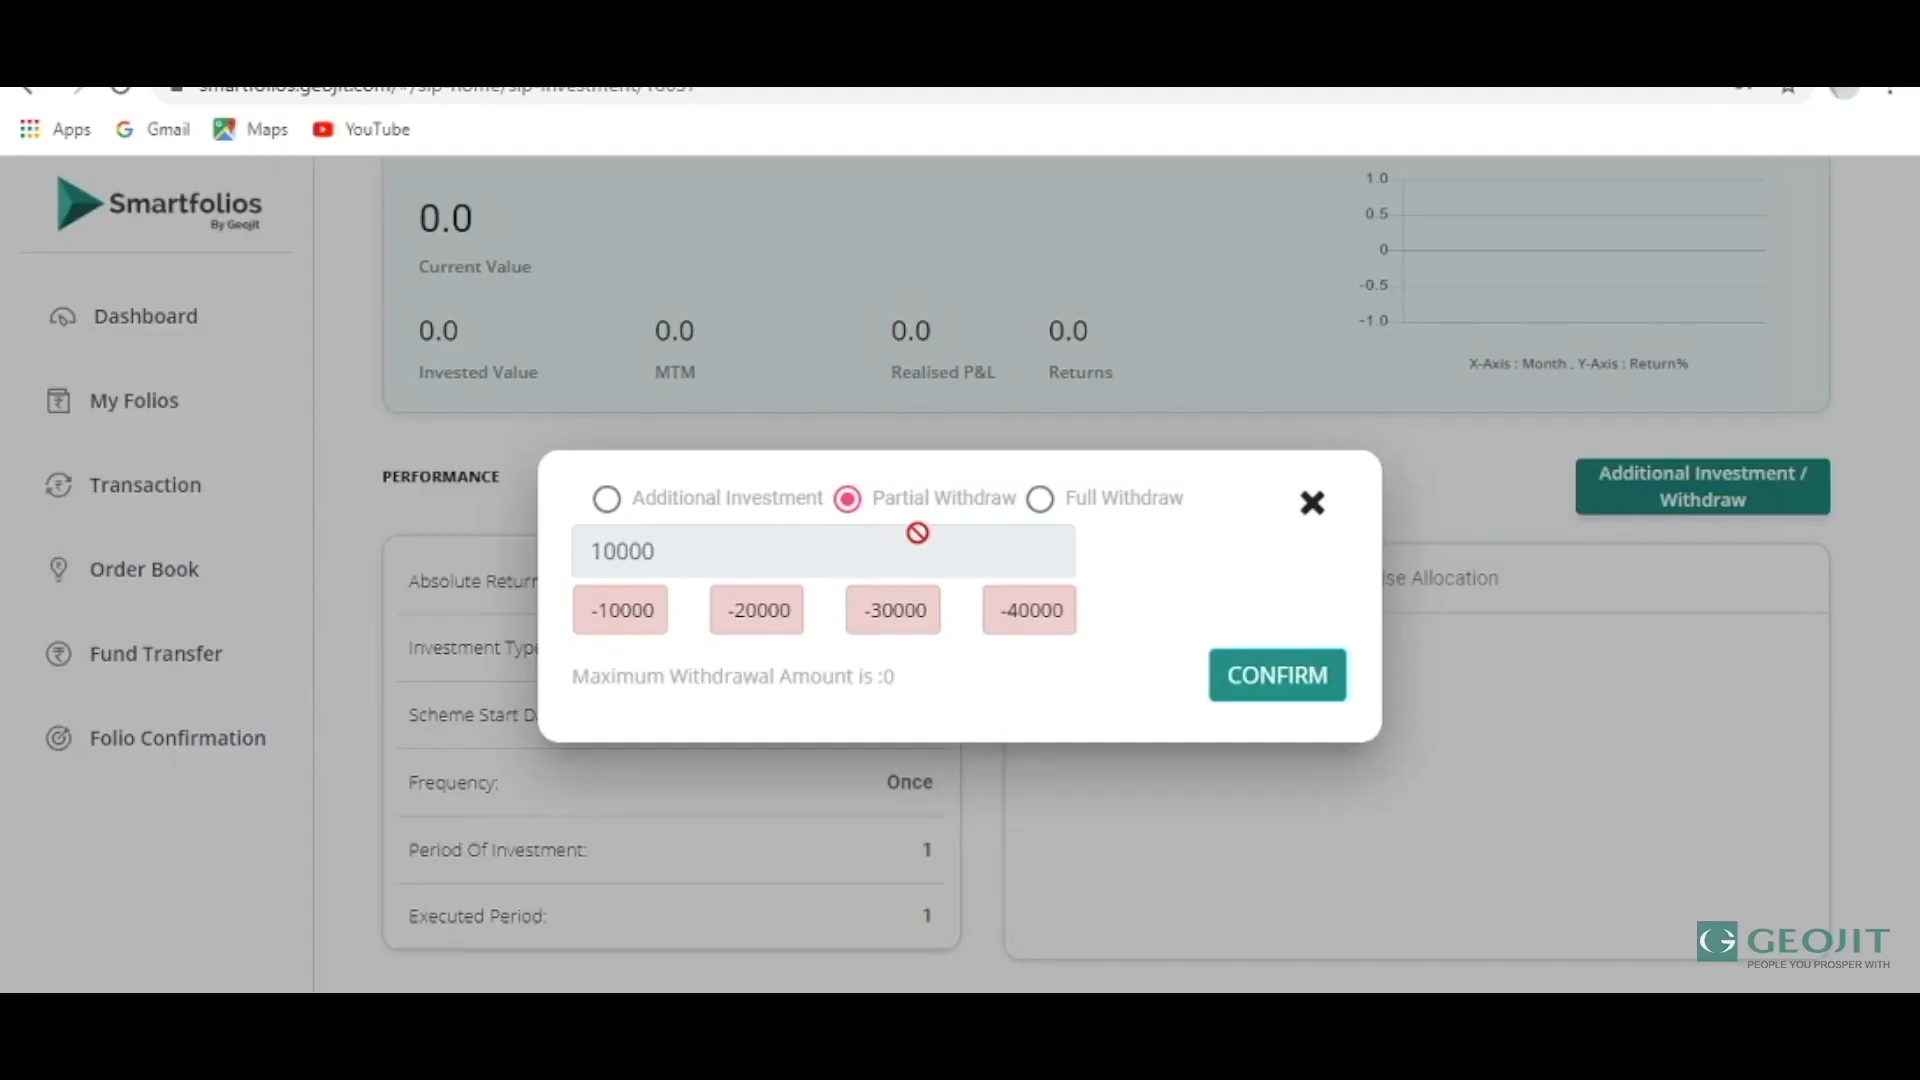 Apps
Gmail
Maps
YouTube
Smartfolios
By Geojit
Dashboard
My Folios
Transaction
Order Book
Fund Transfer
Folio Confirmation
0.0
Current Value
0.0
Invested Value
0.0
MTM
0.0
Realised P&L
0.0
Returns
1.0
0.5
0
-0.5
-1.0
X-Axis : Month , Y-Axis : Return%
PERFORMANCE
Additional Investment /
Withdraw
Additional Investment
Partial Withdraw
Full Withdraw
10000
-10000
-20000
-30000
-40000
Maximum Withdrawal Amount is :0
CONFIRM
Absolute Return
Investment Type
Scheme Start D
Frequency:
Once
Period Of Investment:
1
Executed Period:
1
se Allocation
GEOJIT
PEOPLE YOU PROSPER WITH